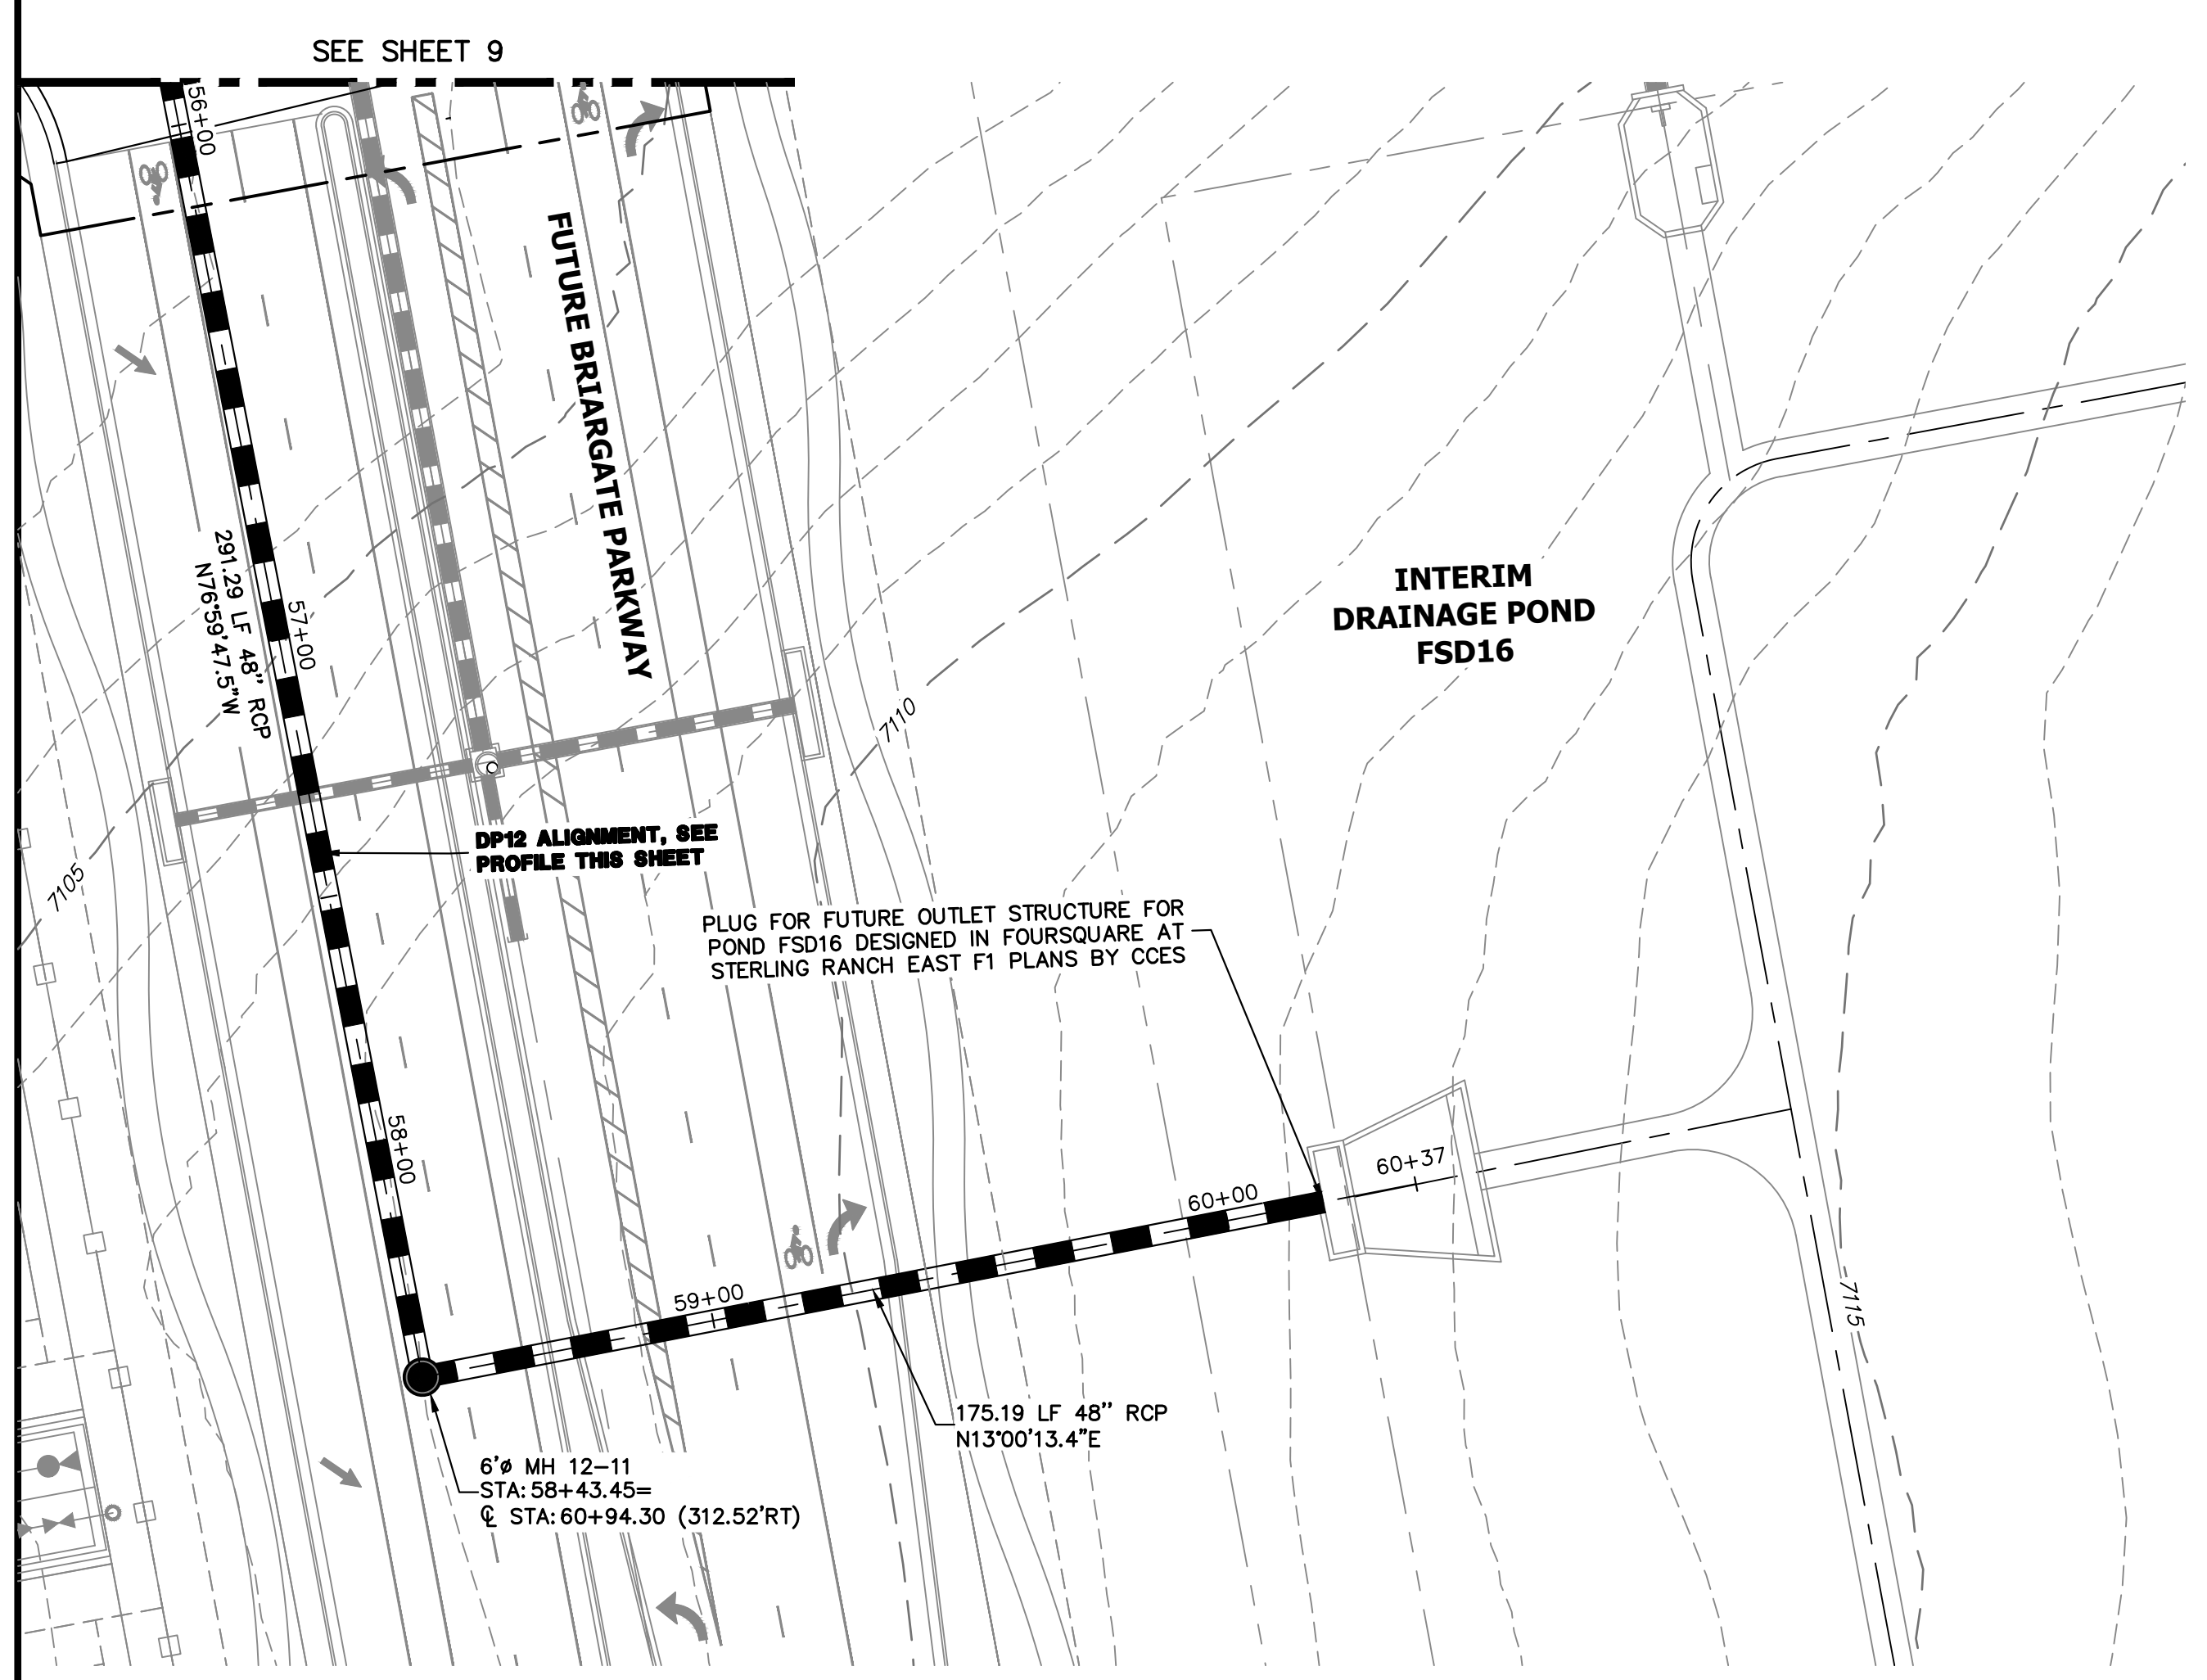 SEE SHEET 9
56+00
FUTURE BRIARGATE PARKWAY
291.29 LF 48" RCP
N76°59'47.5"W
57+00
INTERIM
DRAINAGE POND
FSD16
7110
7105
DP12 ALIGNMENT, SEE
PROFILE THIS SHEET
PLUG FOR FUTURE OUTLET STRUCTURE FOR
POND FSD16 DESIGNED IN FOURSQUARE AT
STERLING RANCH EAST F1 PLANS BY CCES
58+00
60+37
60+00
59+00
7115
175.19 LF 48" RCP
N13°00'13.4"E
6'ø MH 12-11
STA: 58+43.45=
℄ STA: 60+94.30 (312.52'RT)